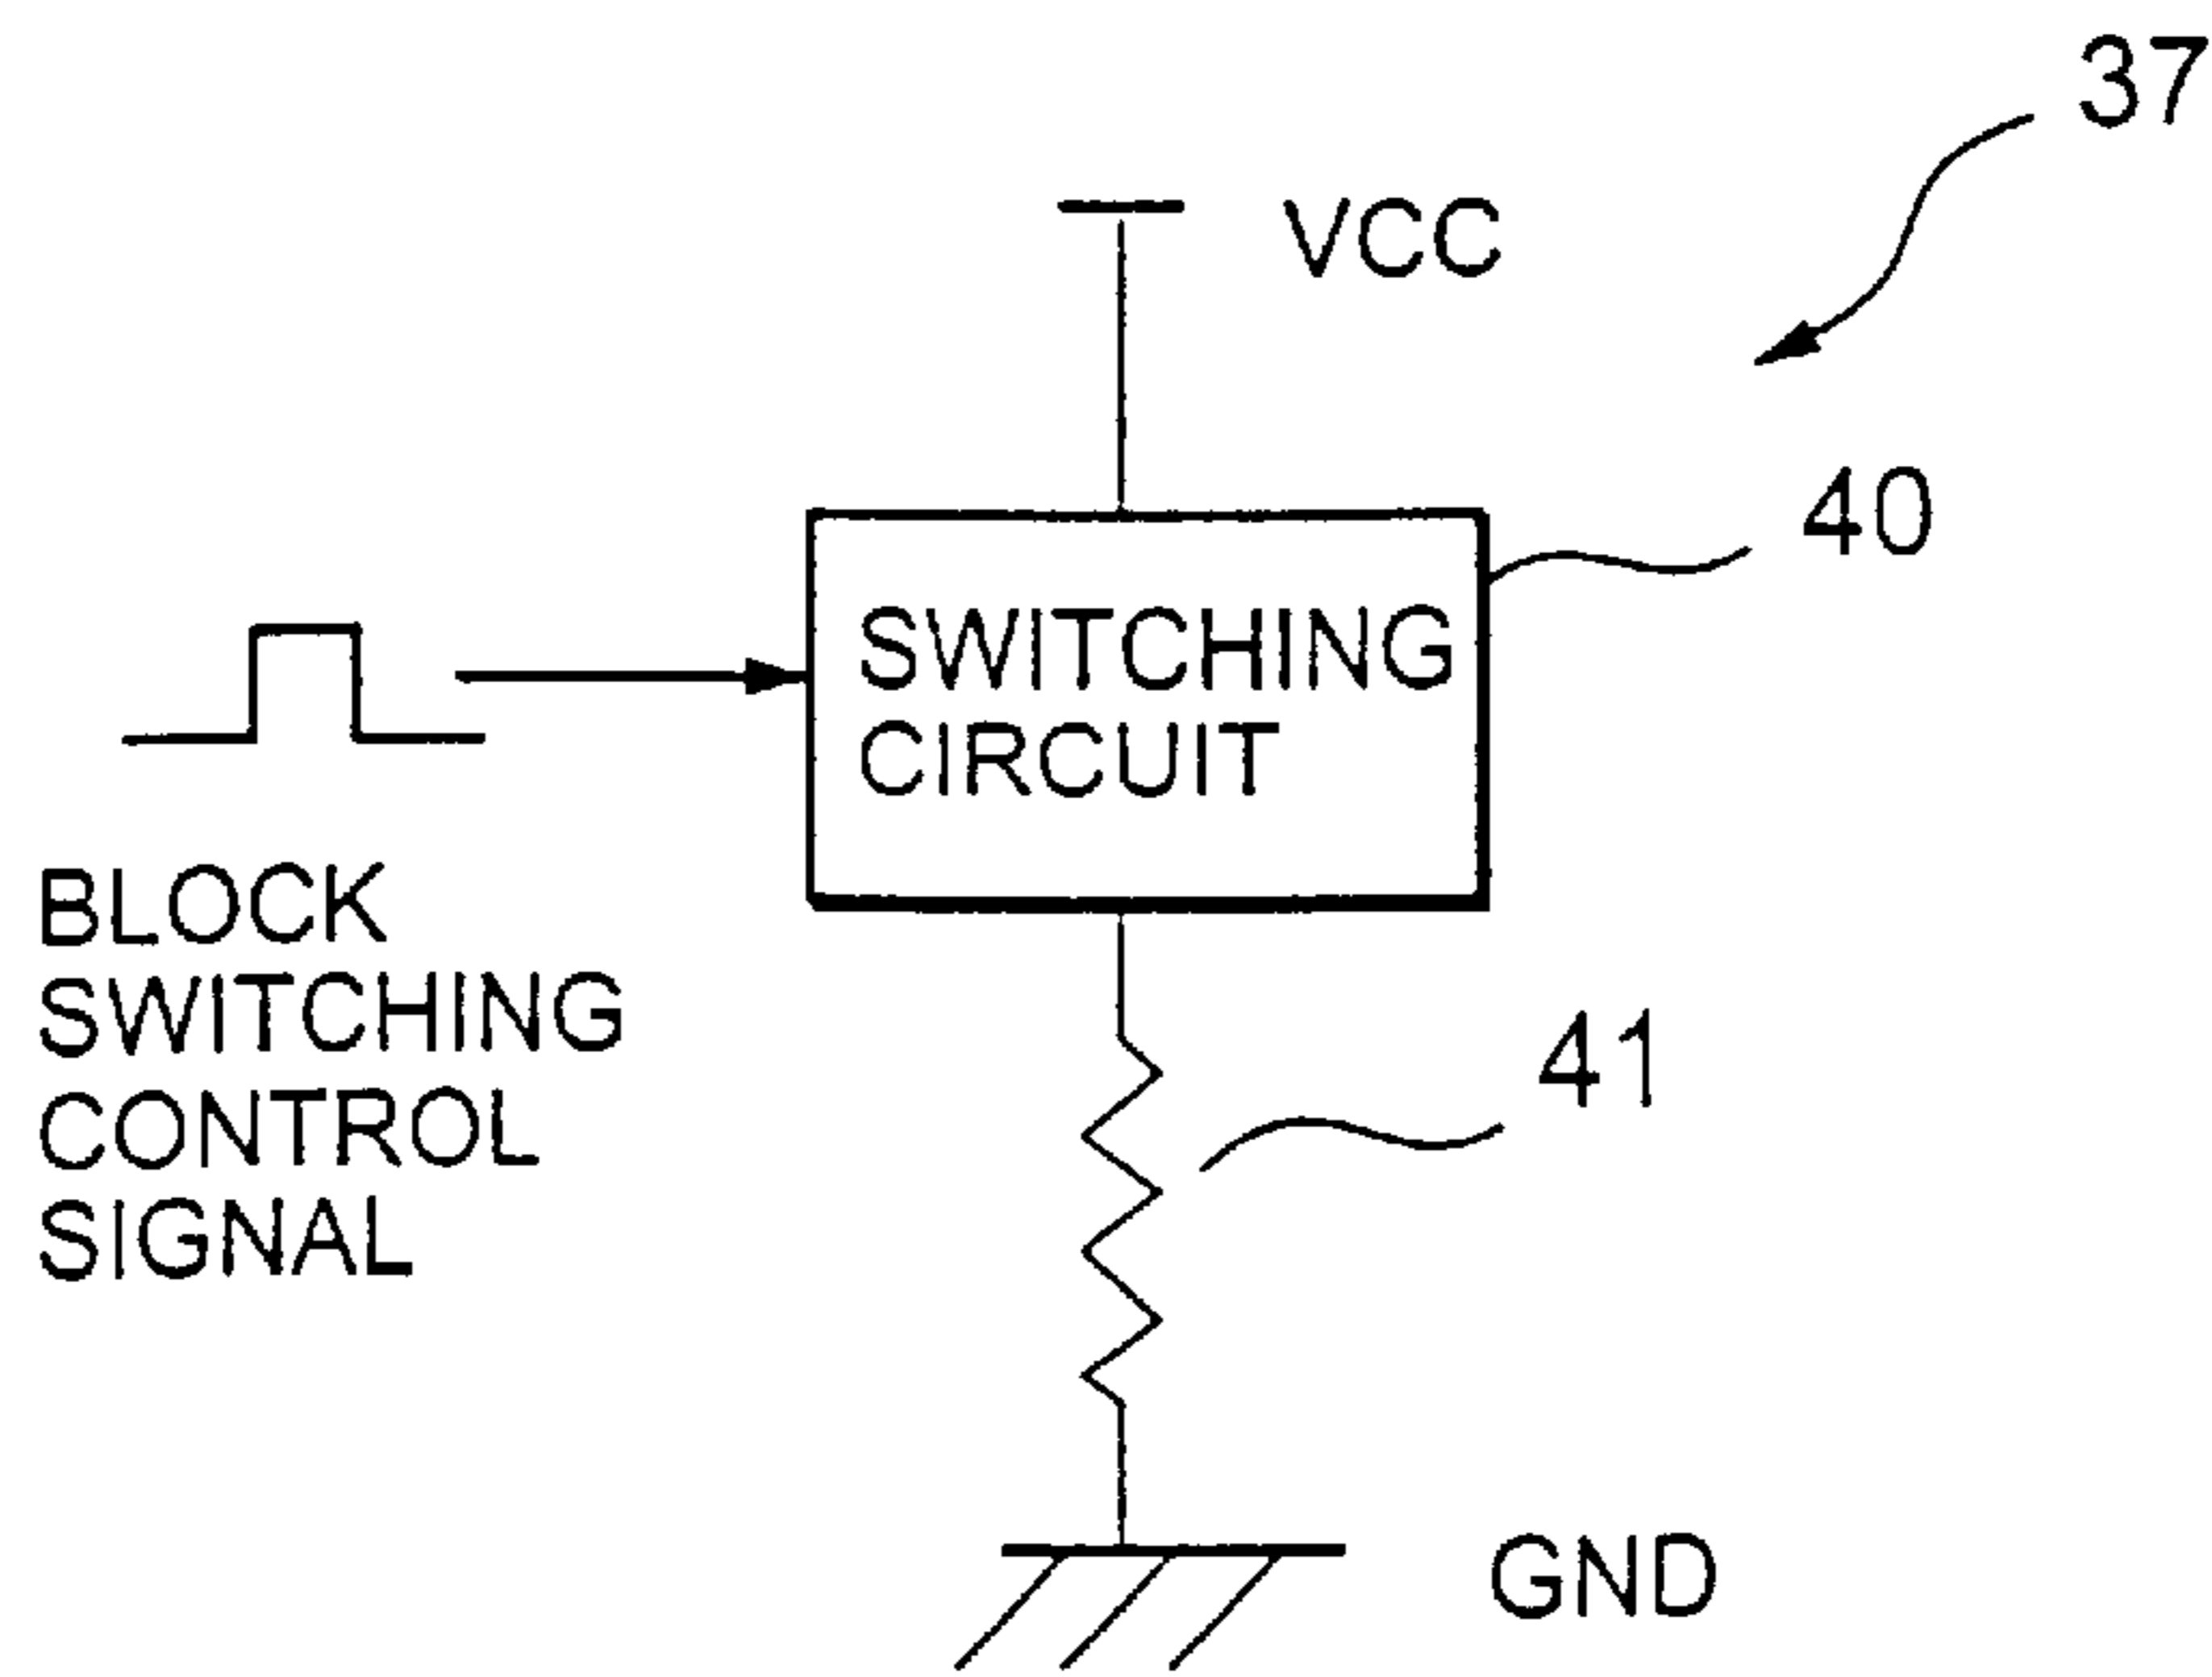 37
VCC
40
SWITCHING
CIRCUIT
BLOCK
SWITCHING
CONTROL
SIGNAL
41
GND